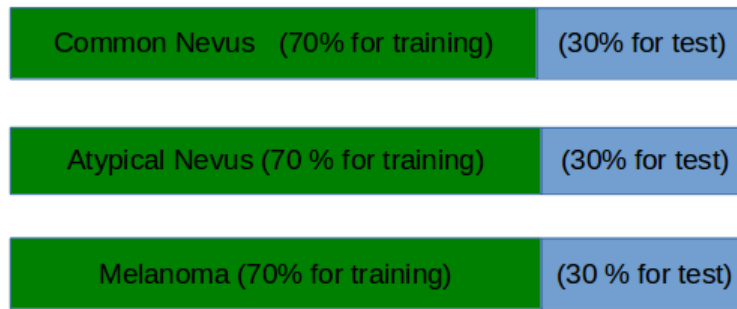 Common Nevus (70% for training) (30% for test)
Atypical Nevus (70 % for training) (30% for test)
Melanoma (70% for training) (30 % for test)